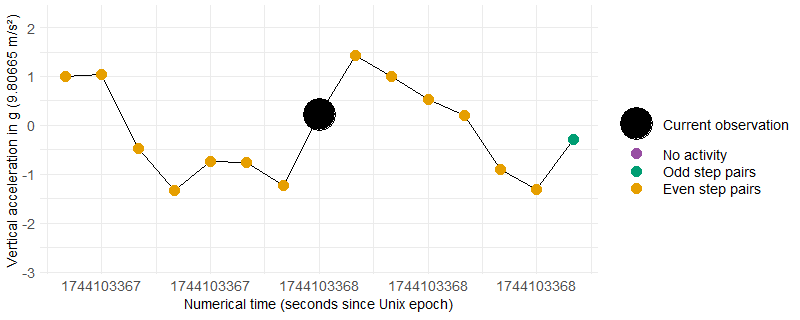 Vertical acceleration in g (9.80665 m/s²)
2
1
0
-1
-2
-3
1744103367 1744103367 1744103368 1744103368 1744103368
Numerical time (seconds since Unix epoch)
Current observation
No activity
Odd step pairs
Even step pairs